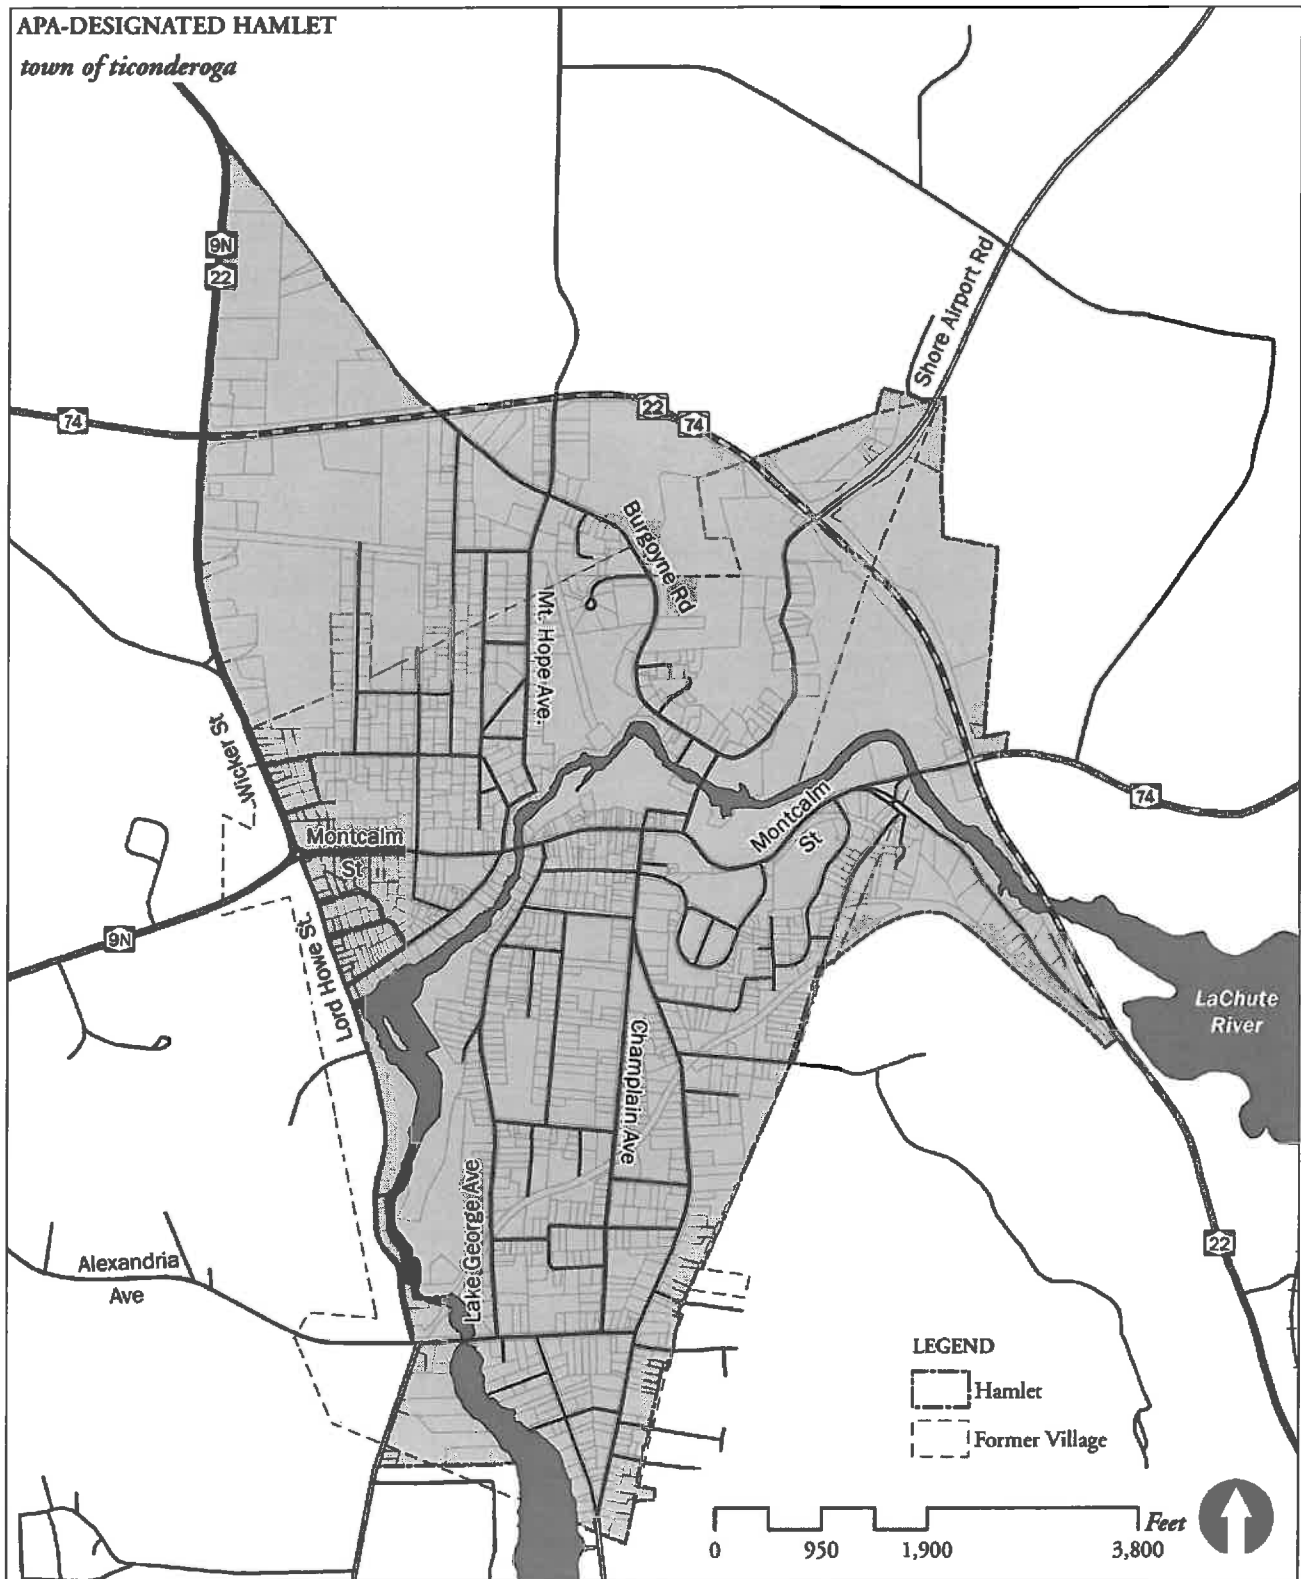 APA-DESIGNATED HAMLET
town of ticonderoga
9N
22
Shore Airport Rd
74
22
74
Burgoyne Rd
Mt. Hope Ave.
Wicker St
74
Montcalm
St
Montcalm
St
9N
Lord Howe St.
LaChute
River
Champlain Ave
Lake George Ave
22
Alexandria
Ave
LEGEND
Hamlet
Former Village
Feet
0 950 1,900 3,800